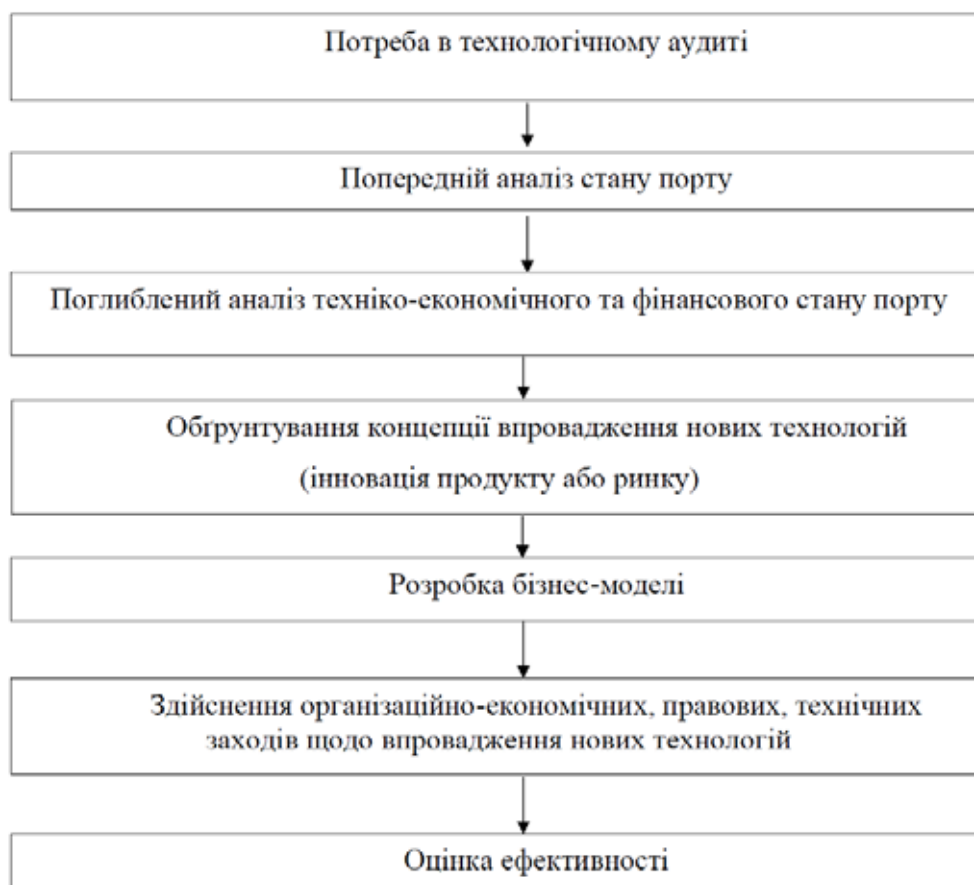 Потреба в технологічному аудиті
Попередній аналіз стану порту
Поглиблений аналіз техніко-економічного та фінансового стану порту
Обґрунтування концепції впровадження нових технологій
(інновація продукту або ринку)
Розробка бізнес-моделі
Здійснення організаційно-економічних, правових, технічних
заходів щодо впровадження нових технологій
Оцінка ефективності